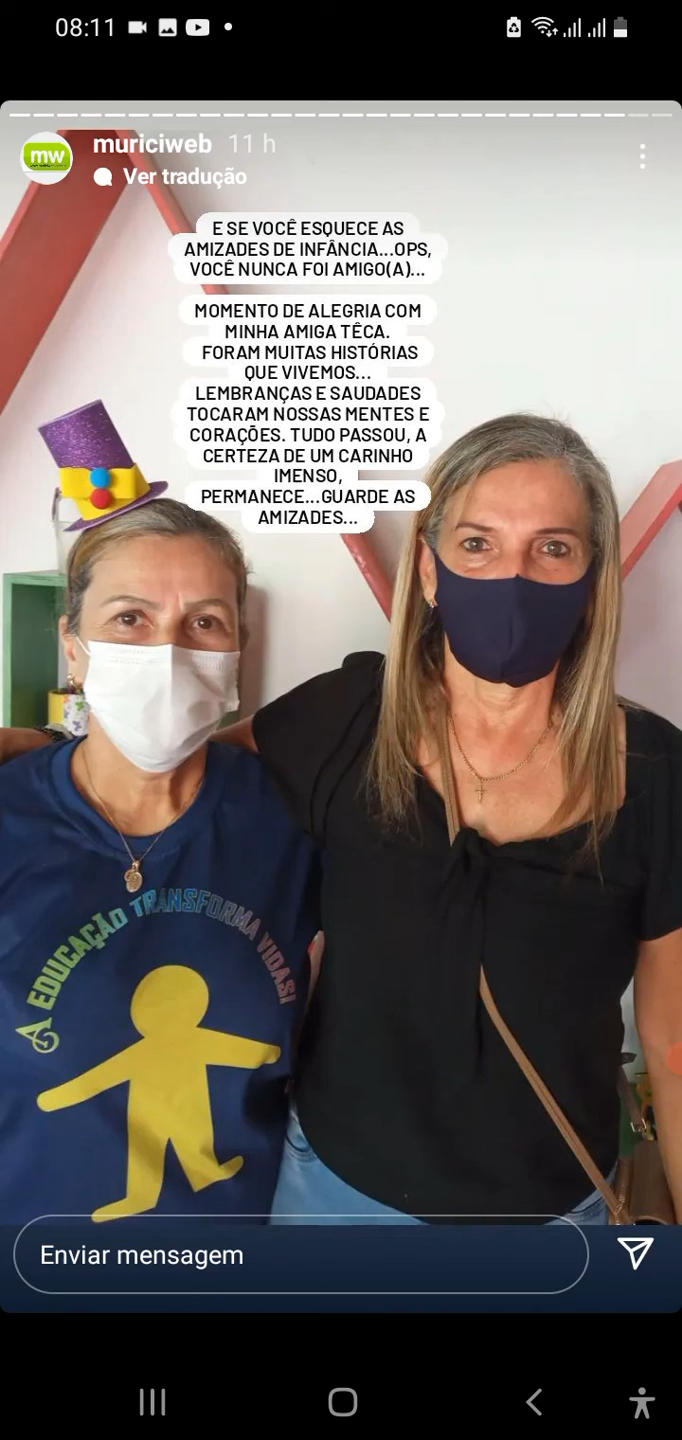 08:11
mw
muriciweb 11 h
Ver tradução
E SE VOCÊ ESQUECE AS
AMIZADES DE INFÂNCIA...OPS,
VOCÊ NUNCA FOI AMIGO(A)...
MOMENTO DE ALEGRIA COM
MINHA AMIGA TÊCA.
FORAM MUITAS HISTÓRIAS
QUE VIVEMOS...
LEMBRANÇAS E SAUDADES
TOCARAM NOSSAS MENTES E
CORAÇÕES. TUDO PASSOU, A
CERTEZA DE UM CARINHO
IMENSO,
PERMANECE...GUARDE AS
AMIZADES...
A EDUCAÇÃO TRANSFORMA VIDAS!
Enviar mensagem